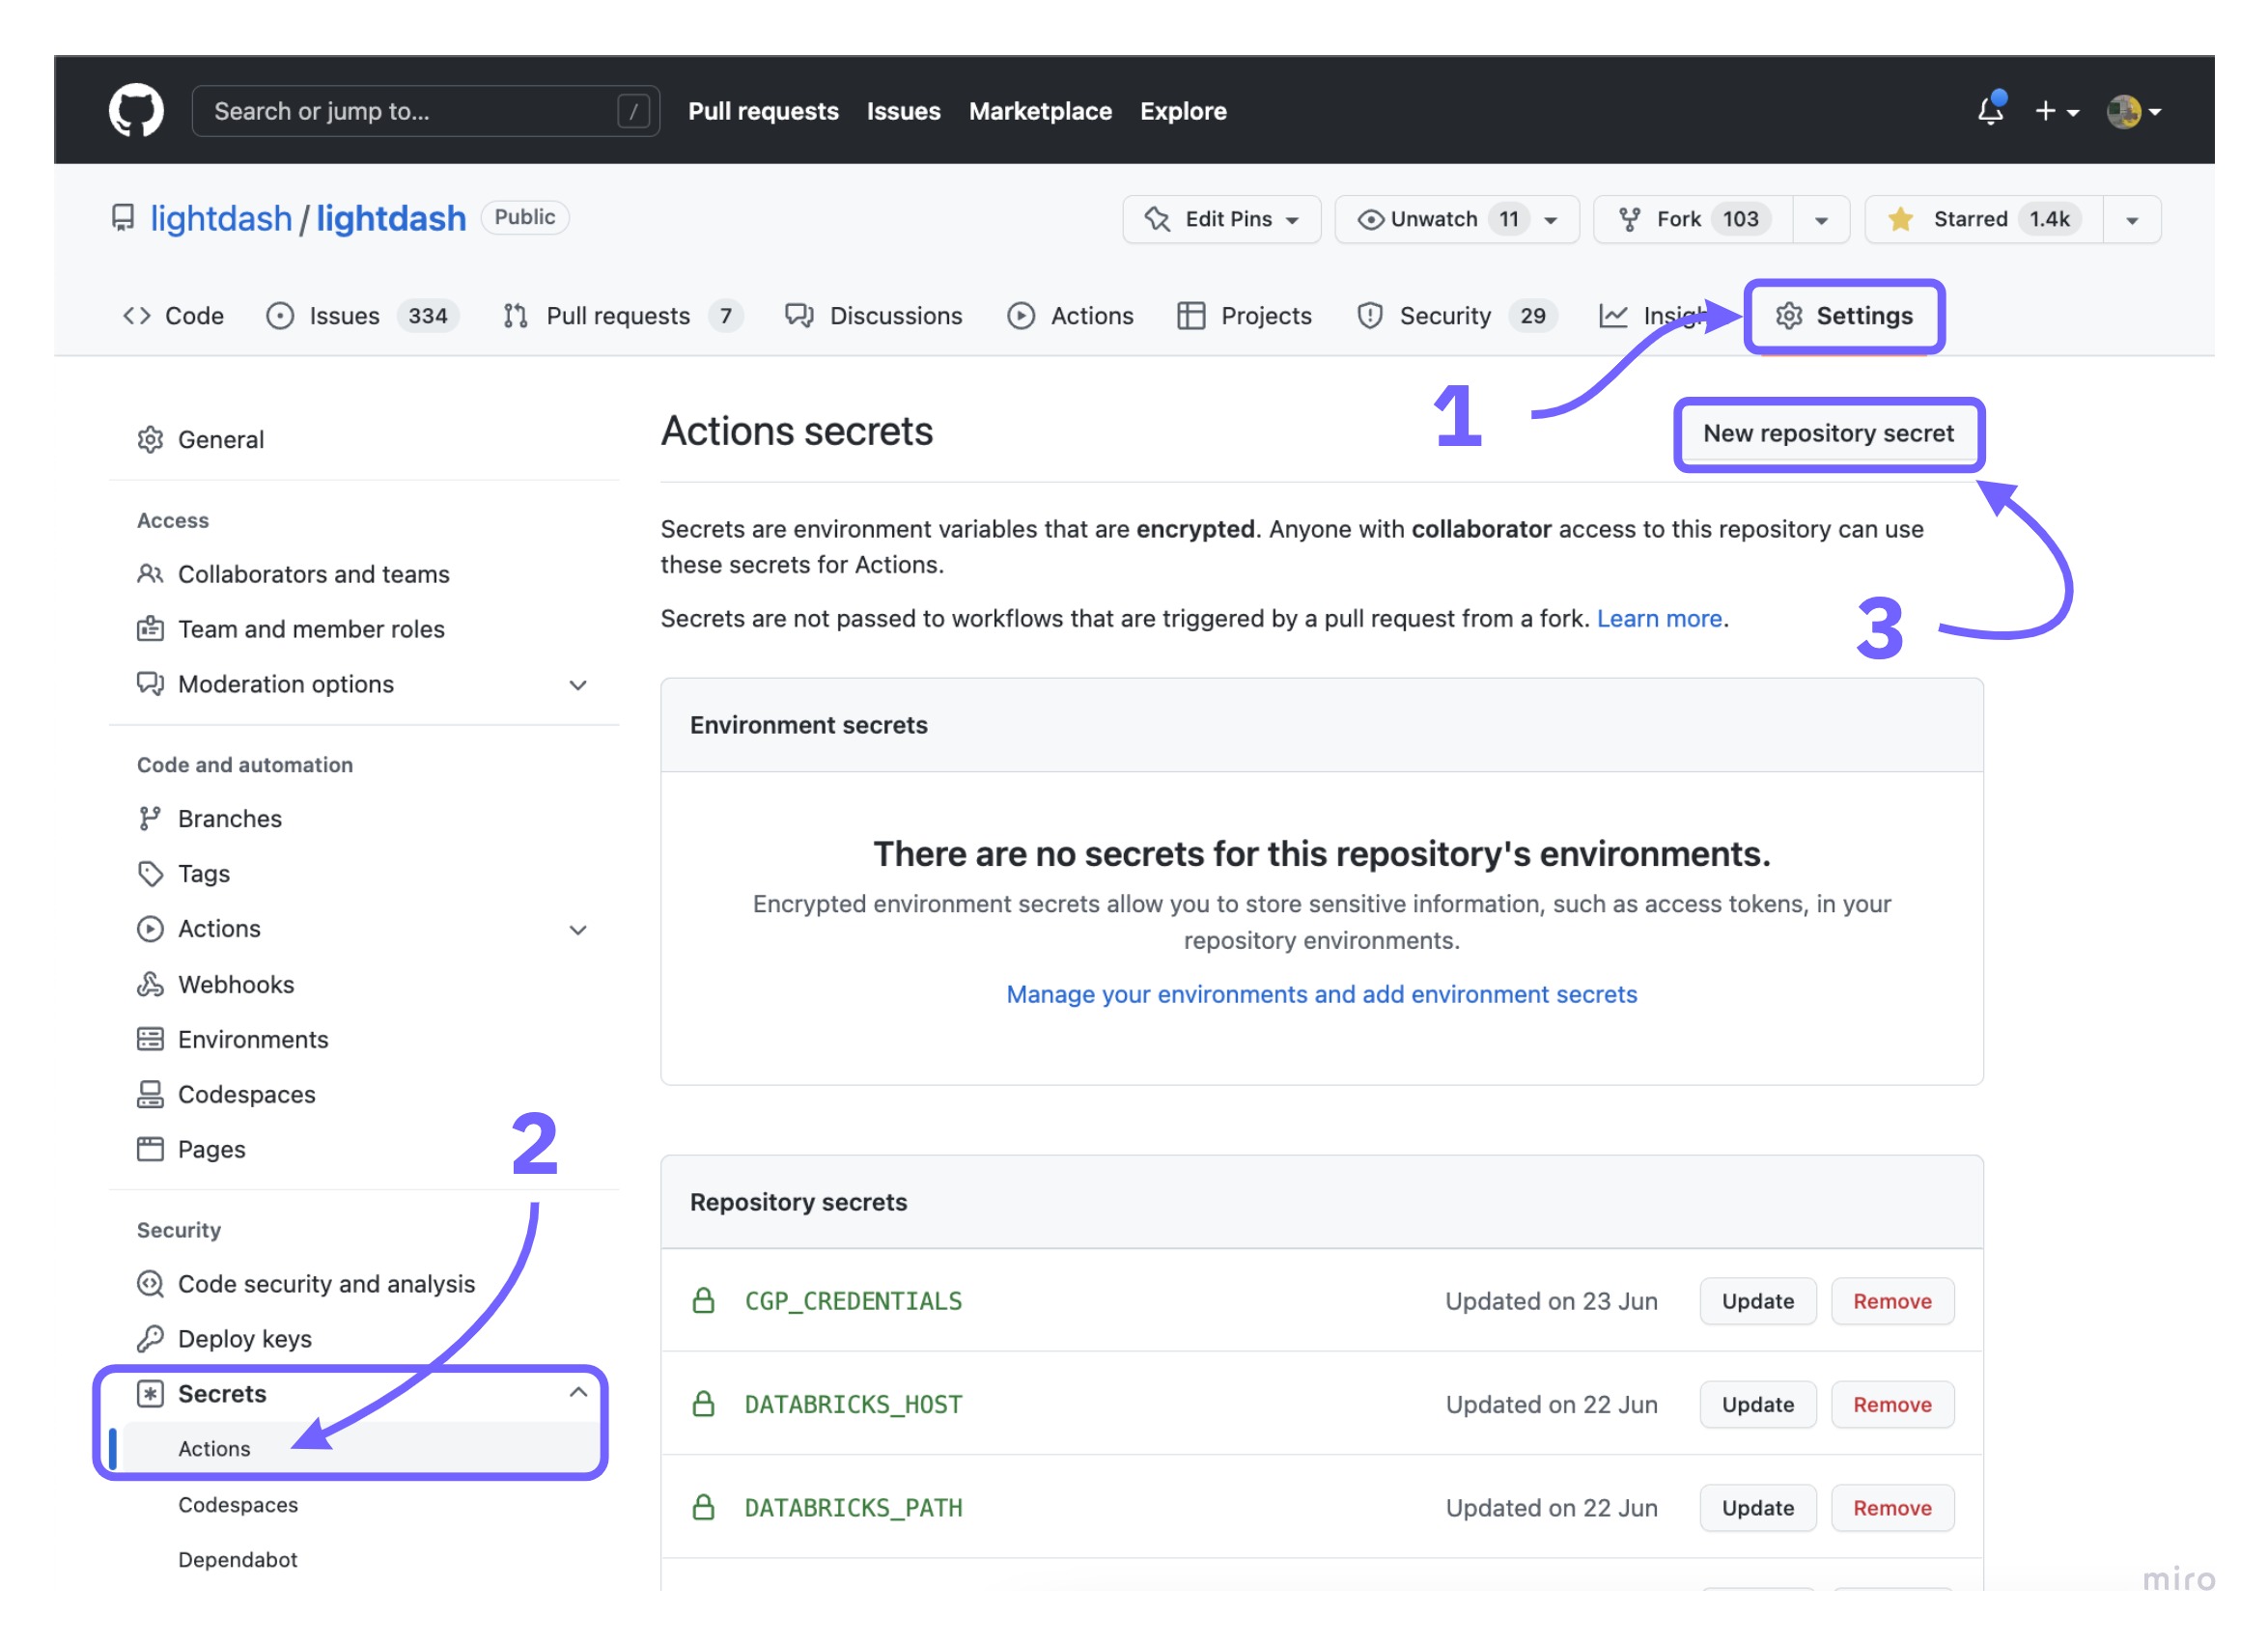 Search or jump to... /
Pull requests Issues Marketplace Explore
lightdash / lightdash Public
Edit Pins Unwatch 11 Fork 103 Starred 1.4k
Code Issues 334 Pull requests 7 Discussions Actions Projects Security 29 Settings
1
General
Access
Collaborators and teams
Team and member roles
Moderation options
Code and automation
Branches
Tags
Actions
Webhooks
Environments
Codespaces
Pages
2
Security
Code security and analysis
Deploy keys
Secrets
Actions
Codespaces
Dependabot
Actions secrets
New repository secret
Secrets are environment variables that are encrypted. Anyone with collaborator access to this repository can use
these secrets for Actions.
Secrets are not passed to workflows that are triggered by a pull request from a fork. Learn more.
3
Environment secrets
There are no secrets for this repository's environments.
Encrypted environment secrets allow you to store sensitive information, such as access tokens, in your
repository environments.
Manage your environments and add environment secrets
Repository secrets
CGP_CREDENTIALS Updated on 23 Jun Update Remove
DATABRICKS_HOST Updated on 22 Jun Update Remove
DATABRICKS_PATH Updated on 22 Jun Update Remove
miro